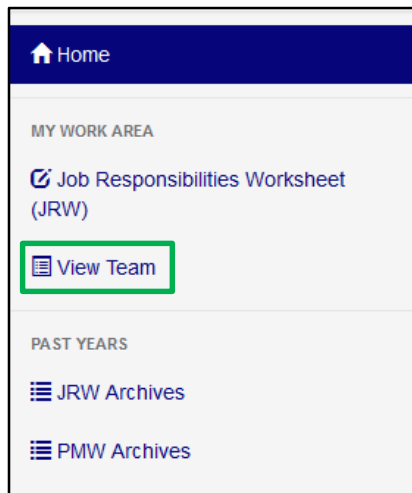 Home
MY WORK AREA
Job Responsibilities Worksheet
(JRW)
View Team
PAST YEARS
JRW Archives
PMW Archives